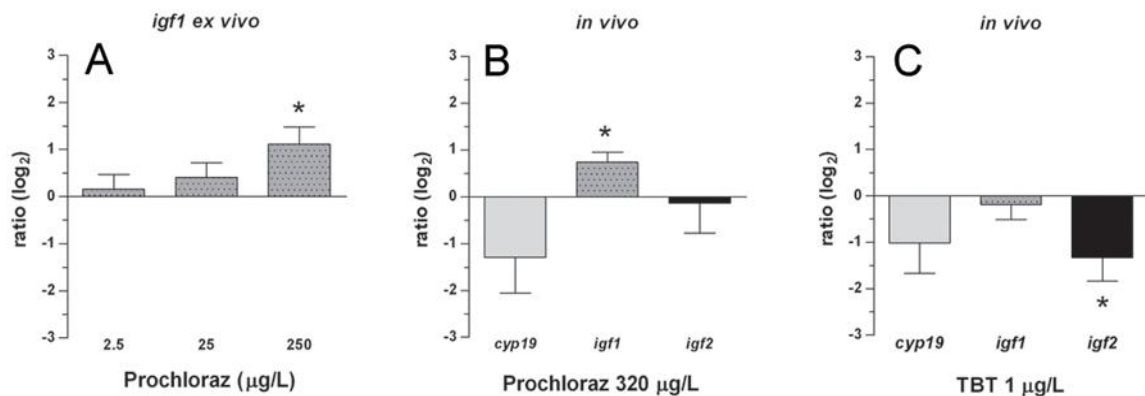 igf1 ex vivo
A
3
2
1
0
-1
-2
-3
ratio (log2)
*
2.5 25 250
Prochloraz (µg/L)
in vivo
B
3
2
1
0
-1
-2
-3
ratio (log2)
*
cyp19 igf1 igf2
Prochloraz 320 µg/L
in vivo
C
3
2
1
0
-1
-2
-3
ratio (log2)
*
cyp19 igf1 igf2
TBT 1 µg/L